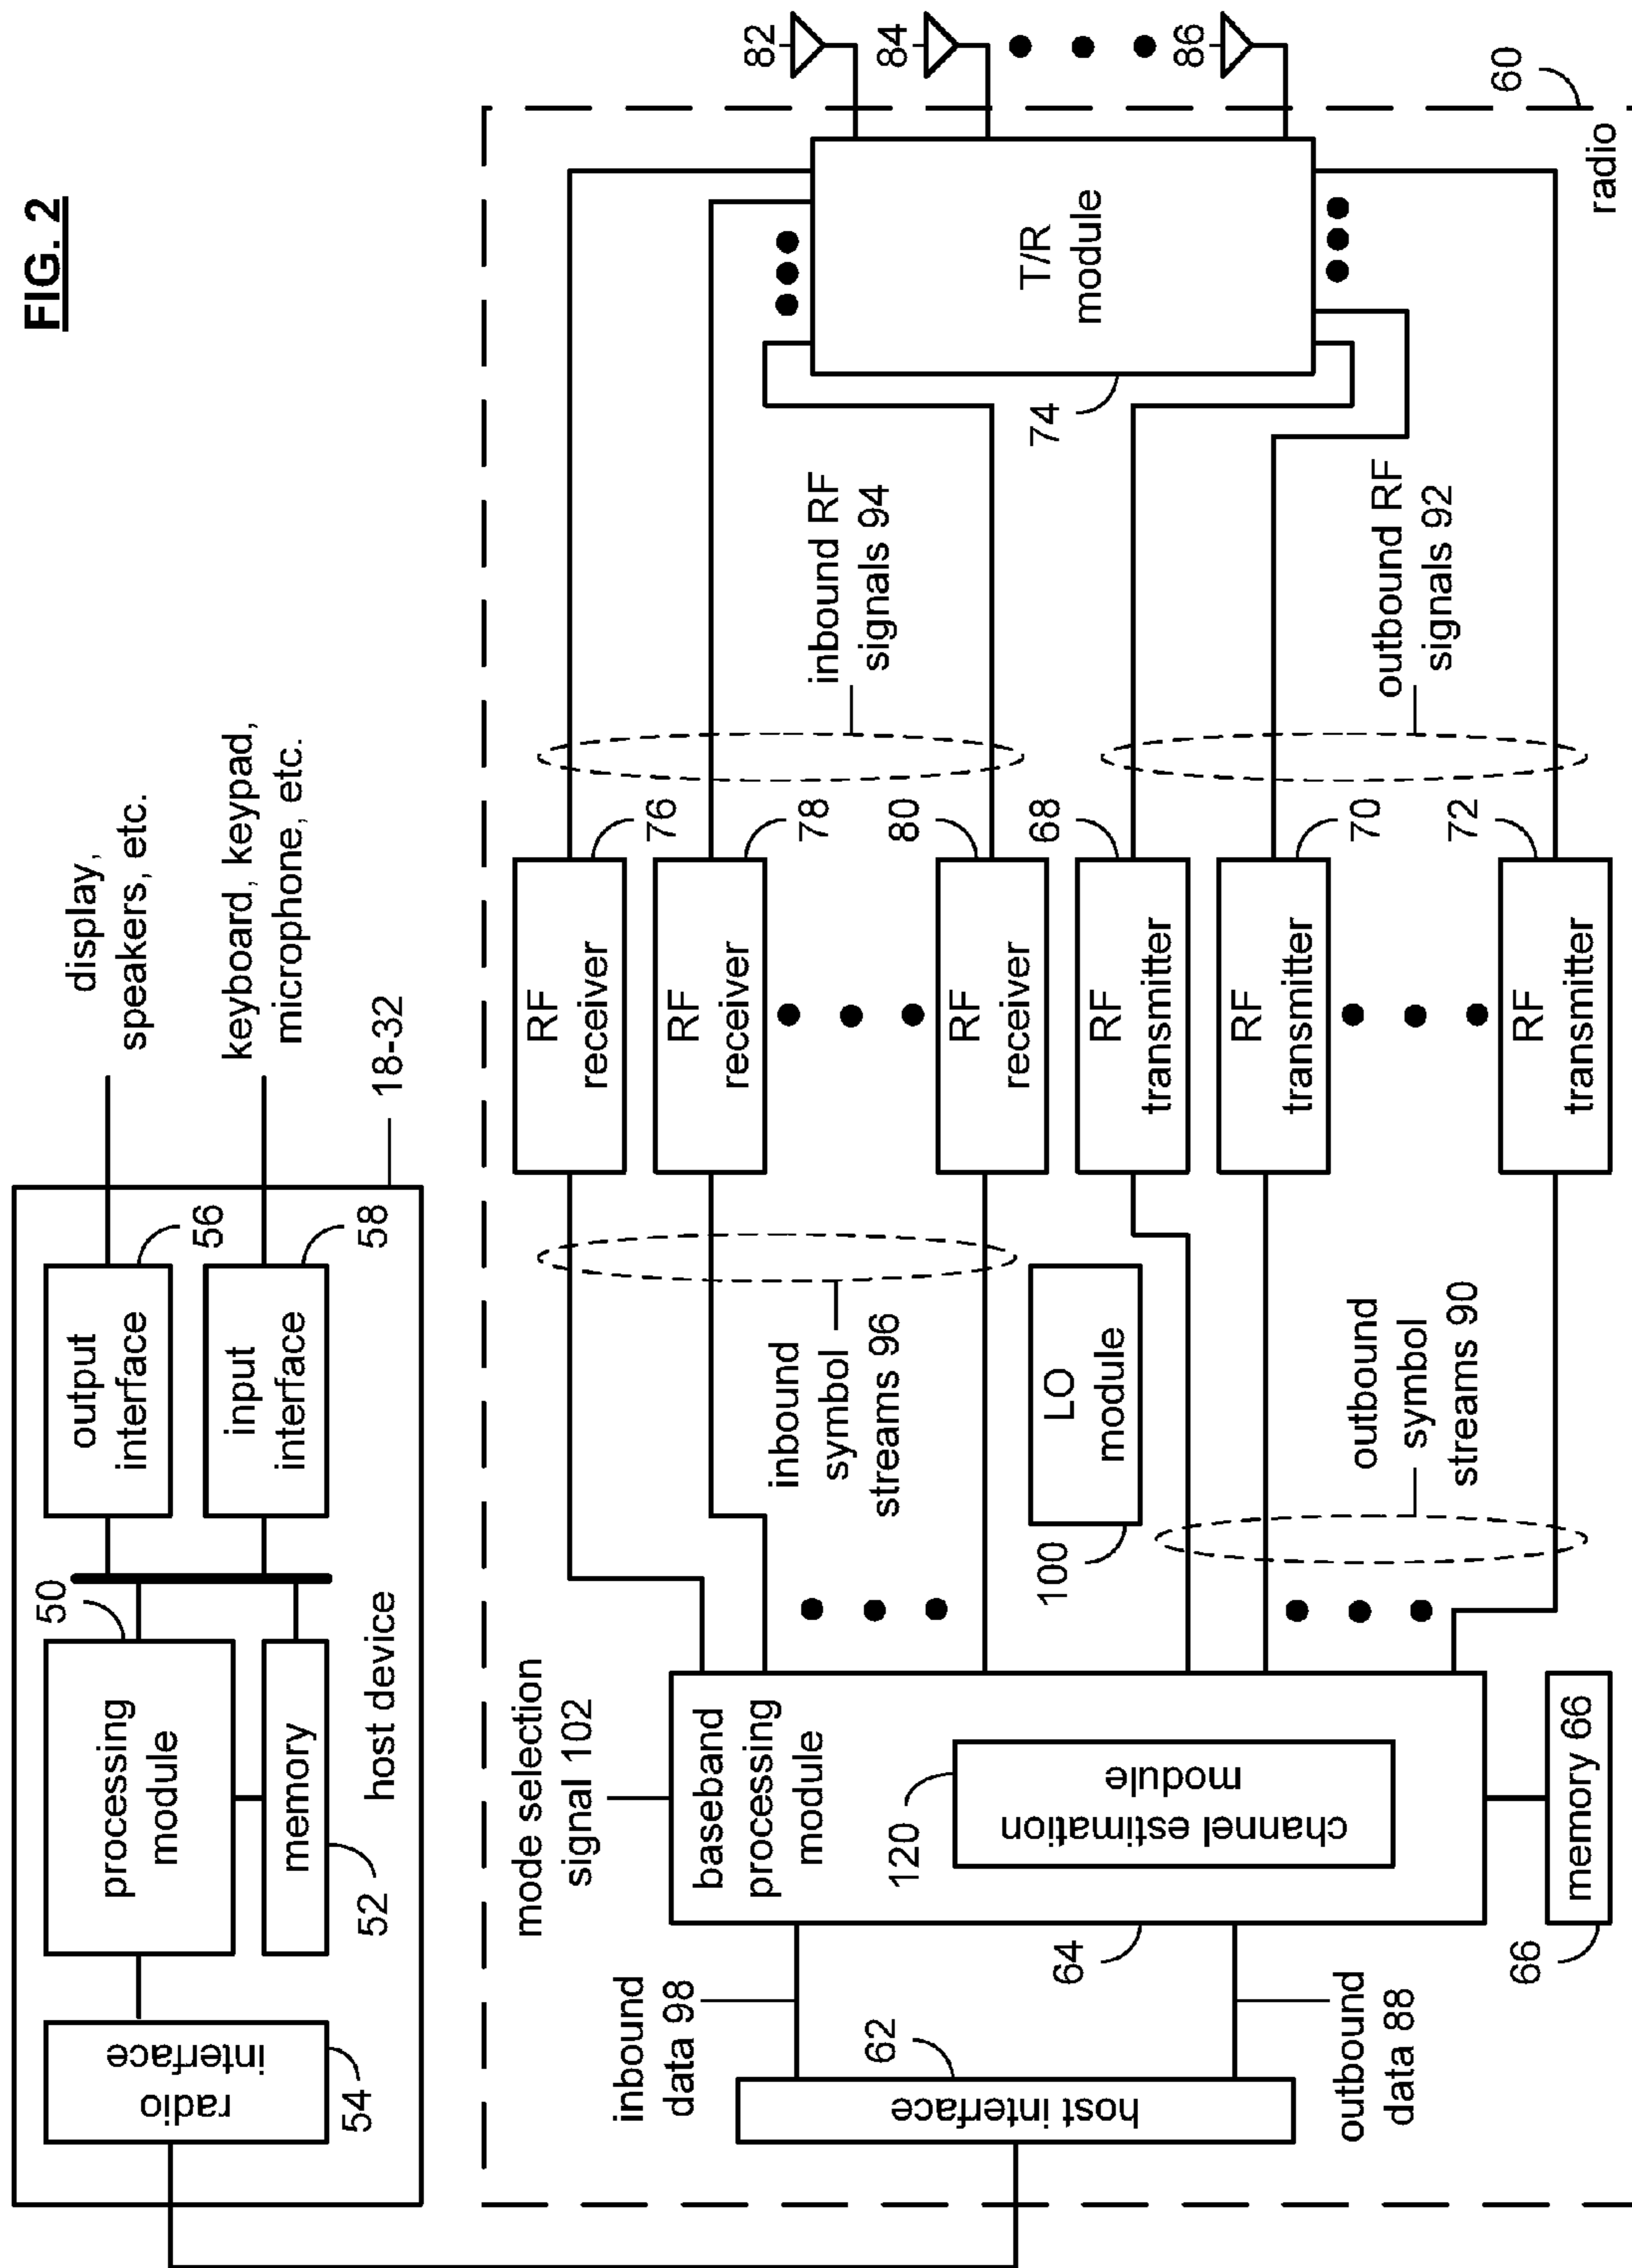 FIG. 2
display,
speakers, etc.
keyboard, keypad,
microphone, etc.
18-32
output
interface
56
input
interface
58
50
processing
module
memory
52
host device
radio
interface
54
mode selection
signal 102
baseband
processing
module
channel estimation
module
120
64
memory 66
66
inbound
data 98
62
host interface
outbound
data 88
inbound
symbol
streams 96
LO
module
100
outbound
symbol
streams 90
RF
receiver
76
RF
receiver
78
RF
receiver
80
RF
transmitter
68
RF
transmitter
70
RF
transmitter
72
inbound RF
signals 94
outbound RF
signals 92
T/R
module
74
82
84
86
60
radio